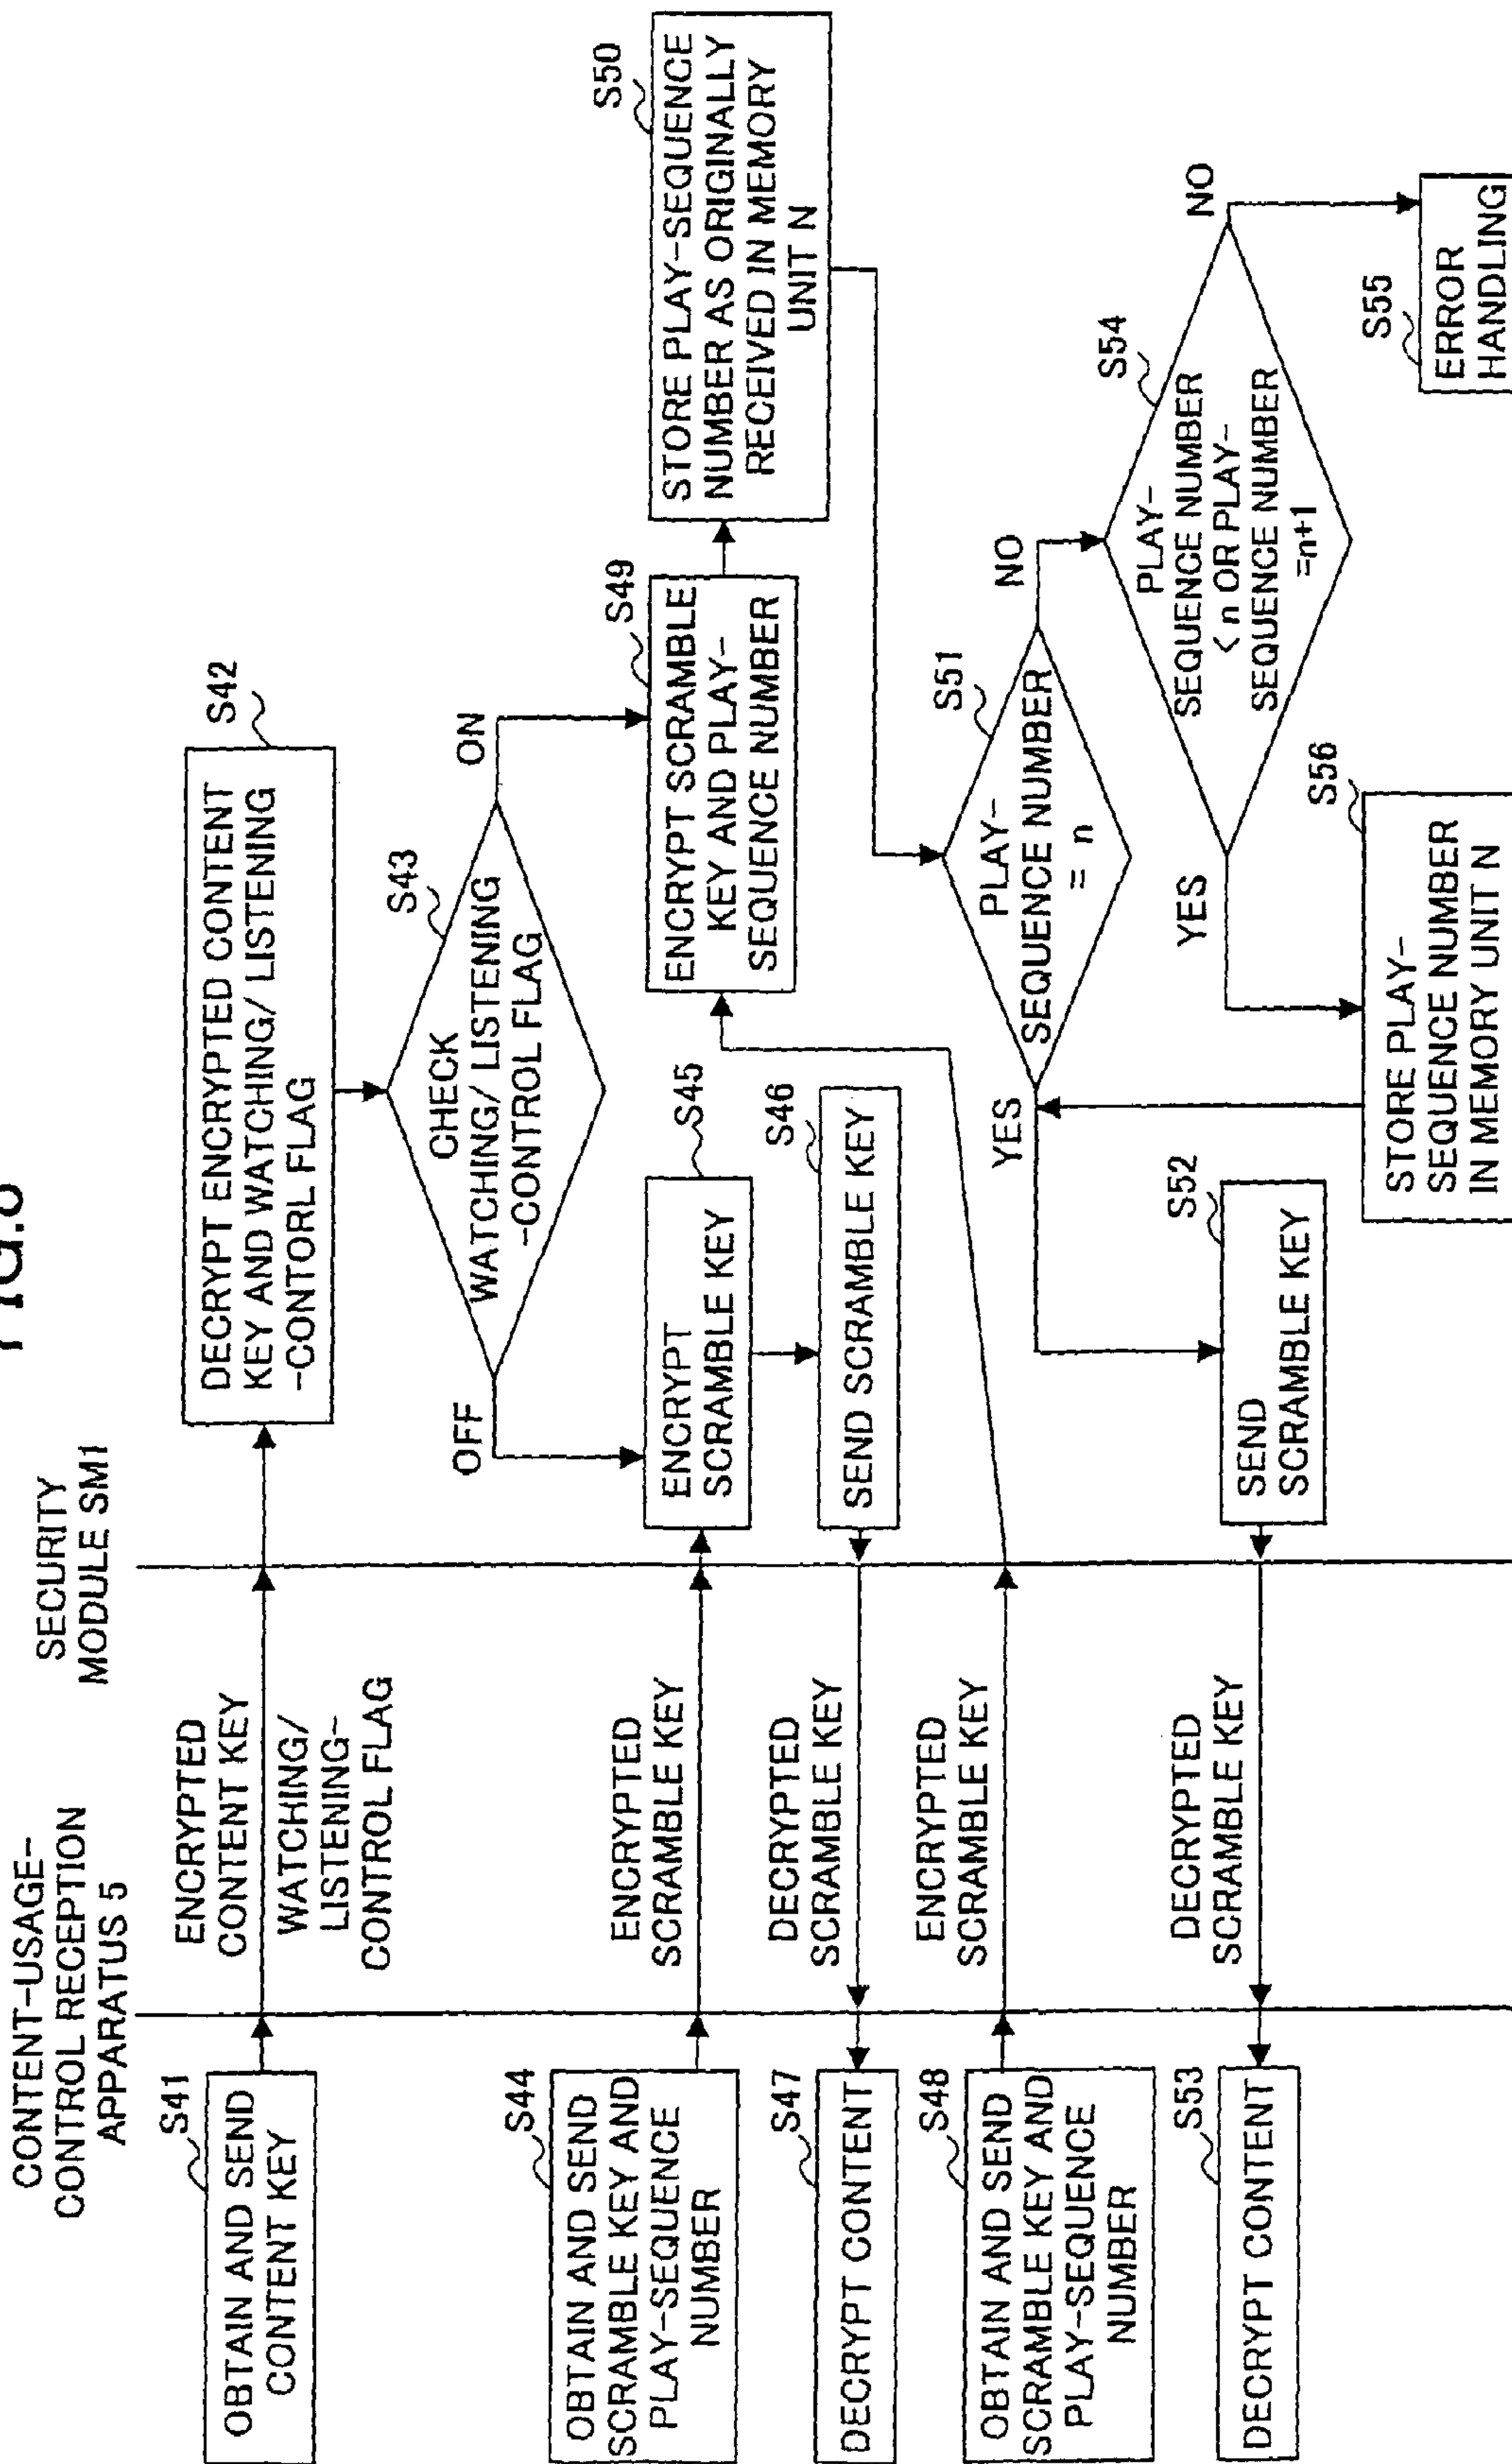 FIG.8
CONTENT-USAGE-
CONTROL RECEPTION
APPARATUS 5
SECURITY
MODULE SM1
S41
OBTAIN AND SEND
CONTENT KEY
ENCRYPTED
CONTENT KEY
WATCHING/
LISTENING-
CONTROL FLAG
S42
DECRYPT ENCRYPTED CONTENT
KEY AND WATCHING/ LISTENING
-CONTORL FLAG
S43
CHECK
WATCHING/ LISTENING
-CONTROL FLAG
OFF
ON
S44
OBTAIN AND SEND
SCRAMBLE KEY AND
PLAY-SEQUENCE
NUMBER
ENCRYPTED
SCRAMBLE KEY
S45
ENCRYPT
SCRAMBLE KEY
S49
ENCRYPT SCRAMBLE
KEY AND PLAY-
SEQUENCE NUMBER
S50
STORE PLAY-SEQUENCE
NUMBER AS ORIGINALLY
RECEIVED IN MEMORY
UNIT N
S47
DECRYPT CONTENT
DECRYPTED
SCRAMBLE KEY
S46
SEND SCRAMBLE KEY
S48
OBTAIN AND SEND
SCRAMBLE KEY AND
PLAY-SEQUENCE
NUMBER
ENCRYPTED
SCRAMBLE KEY
S51
PLAY-
SEQUENCE NUMBER
= n
YES
NO
S54
PLAY-
SEQUENCE NUMBER
< n OR PLAY-
SEQUENCE NUMBER
=n+1
YES
NO
S53
DECRYPT CONTENT
DECRYPTED
SCRAMBLE KEY
S52
SEND
SCRAMBLE KEY
S56
STORE PLAY-
SEQUENCE NUMBER
IN MEMORY UNIT N
S55
ERROR
HANDLING